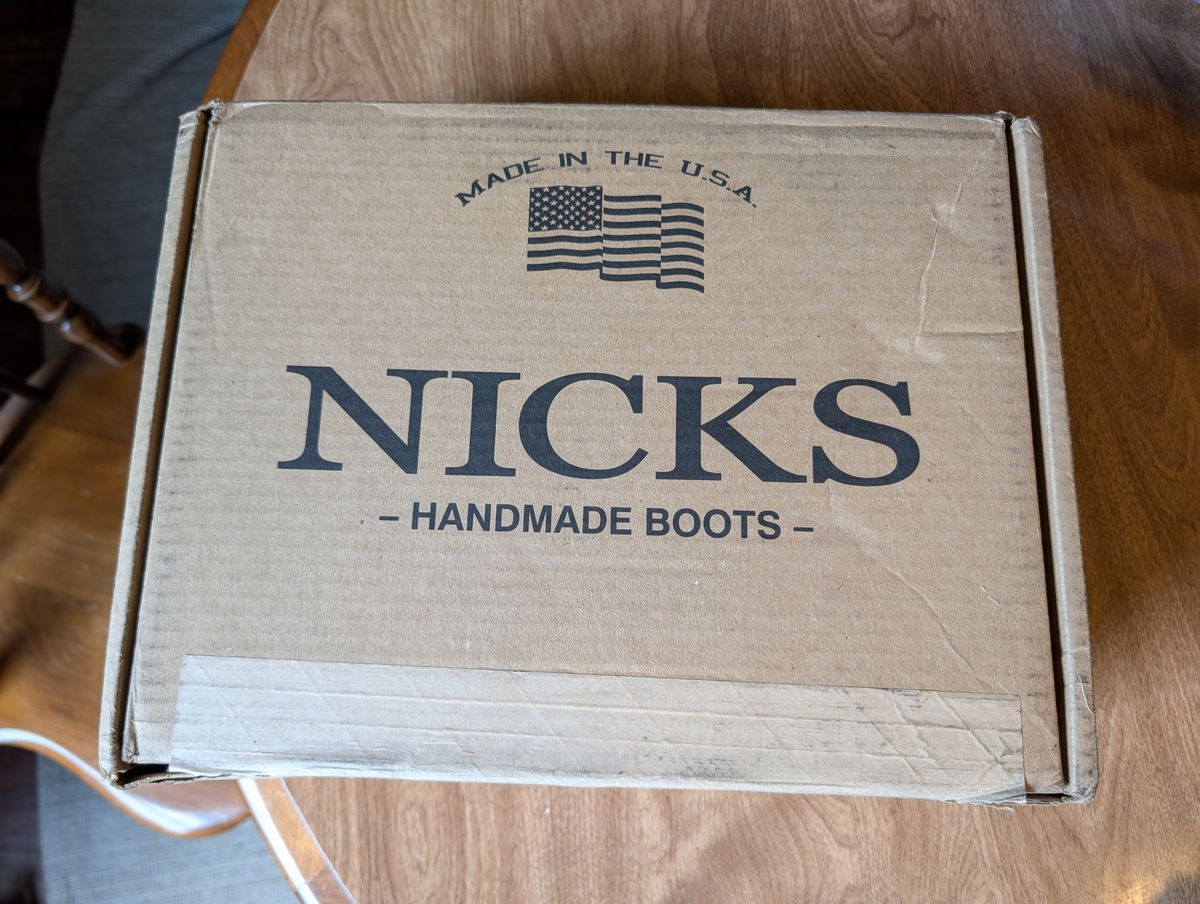 MADE IN THE U.S.A.
NICKS
– HANDMADE BOOTS –